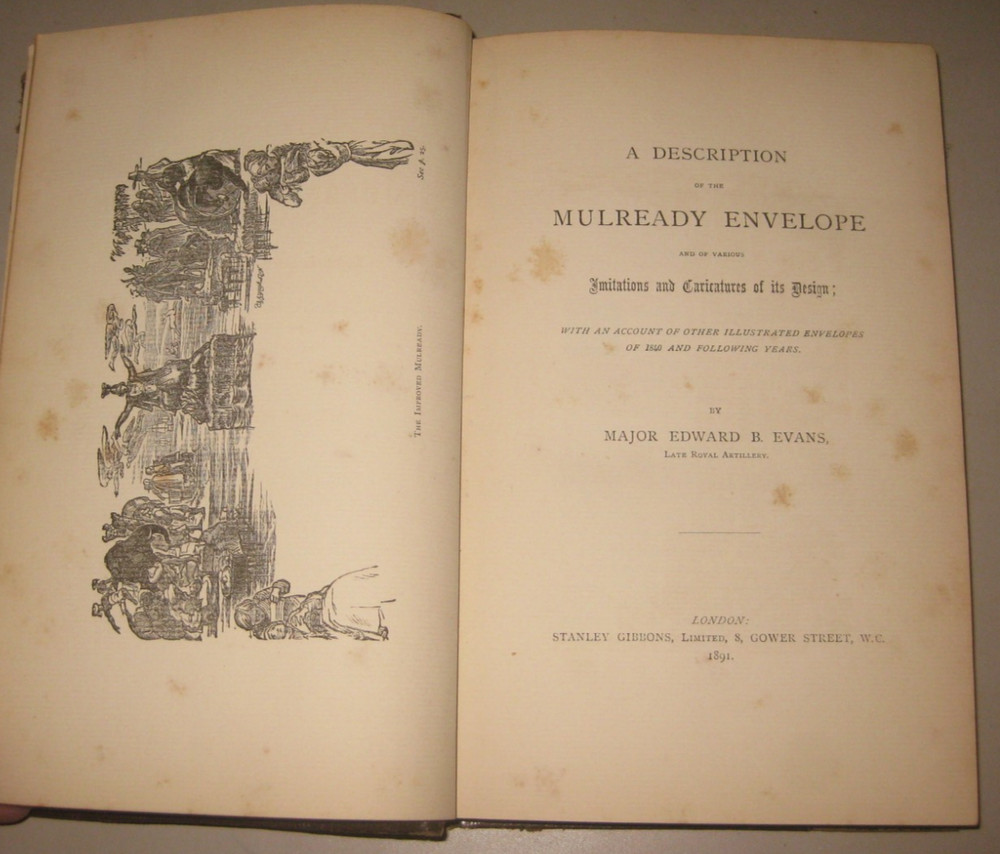 THE IMPROVED MULREADY.
See p. 25.
A DESCRIPTION
OF THE
MULREADY ENVELOPE
AND OF VARIOUS
Imitations and Caricatures of its Design;
WITH AN ACCOUNT OF OTHER ILLUSTRATED ENVELOPES
OF 1840 AND FOLLOWING YEARS.
BY
MAJOR EDWARD B. EVANS,
LATE ROYAL ARTILLERY.
LONDON:
STANLEY GIBBONS, LIMITED, 8, GOWER STREET, W.C.
1891.